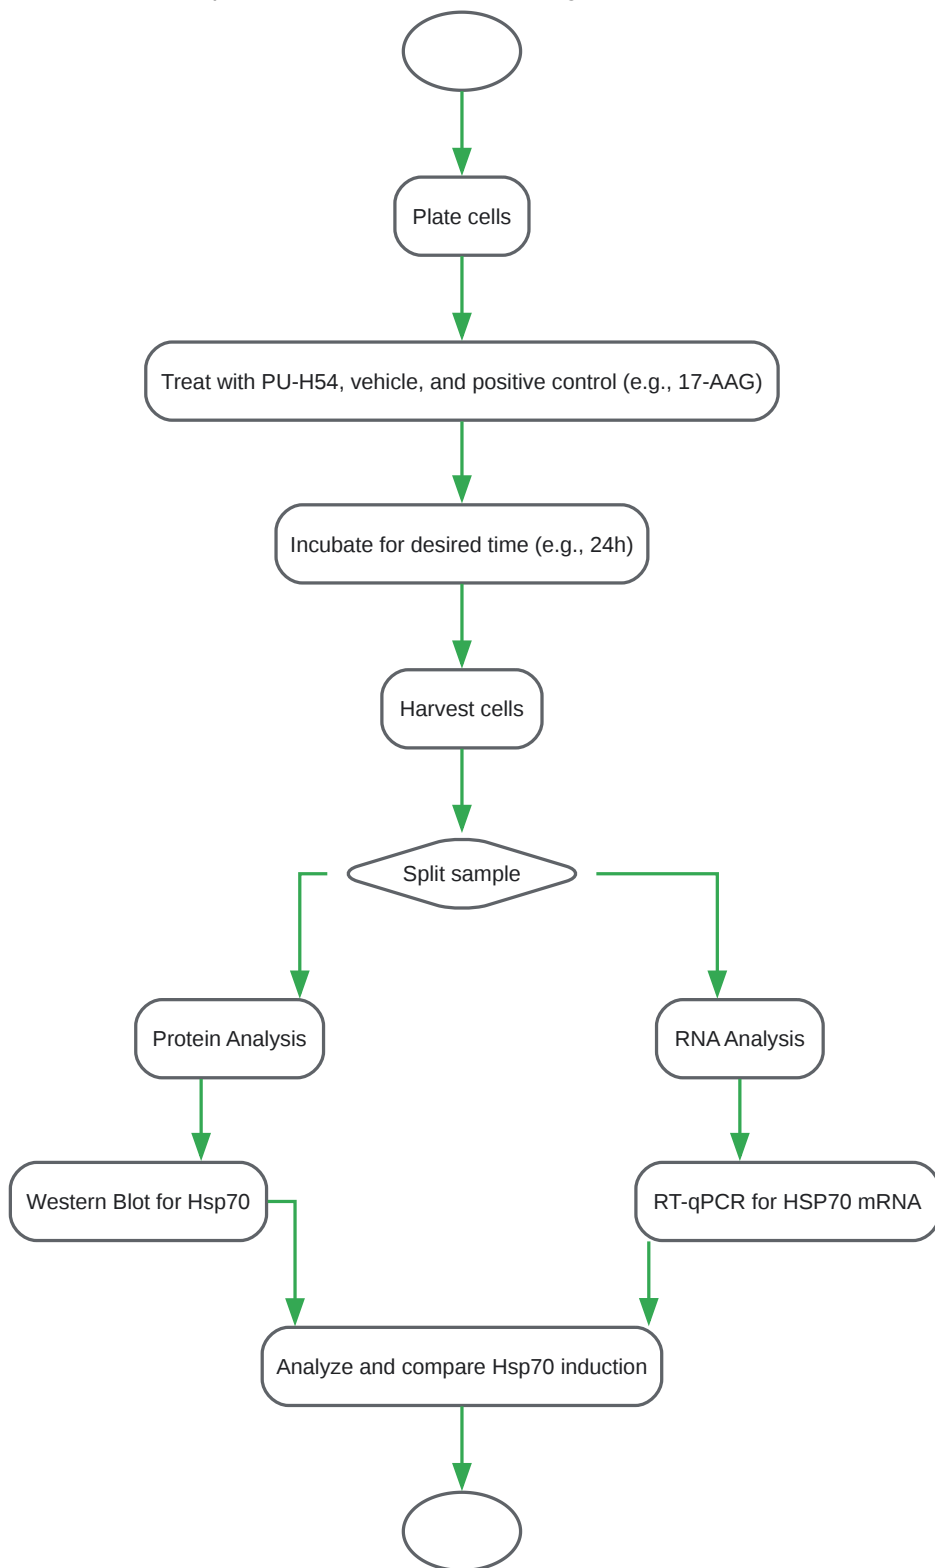 Plate cells
Treat with PU-H54, vehicle, and positive control (e.g., 17-AAG)
Incubate for desired time (e.g., 24h)
Harvest cells
Split sample
Protein Analysis
RNA Analysis
Western Blot for Hsp70
RT-qPCR for HSP70 mRNA
Analyze and compare Hsp70 induction